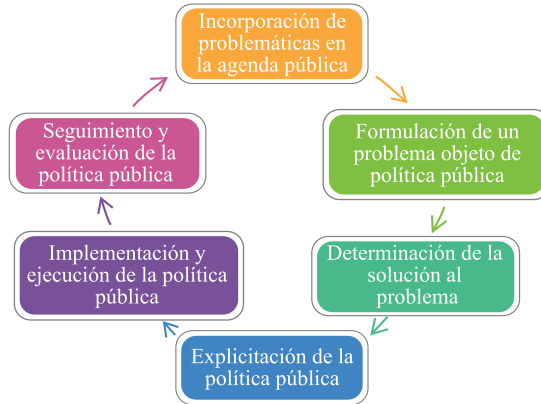 Incorporación de
problemáticas en
la agenda pública
Formulación de un
problema objeto de
política pública
Determinación de la
solución al
problema
Explicitación de la
política pública
Implementación y
ejecución de la política
pública
Seguimiento y
evaluación de la
política pública